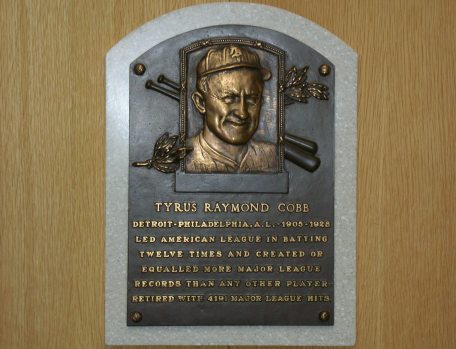 TYRUS RAYMOND COBB
DETROIT-PHILADELPHIA, A.L.-1905-1928
LED AMERICAN LEAGUE IN BATTING
TWELVE TIMES AND CREATED OR
EQUALLED MORE MAJOR LEAGUE
RECORDS THAN ANY OTHER PLAYER
RETIRED WITH 4191 MAJOR LEAGUE HITS